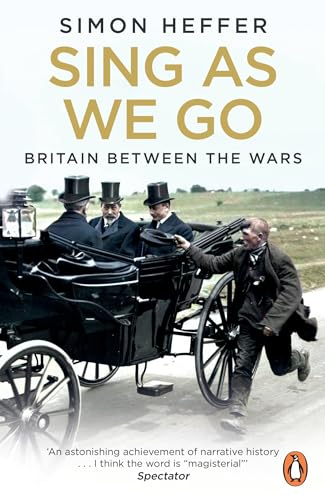 SIMON HEFFER
SING AS
WE GO
BRITAIN BETWEEN THE WARS
‘An astonishing achievement of narrative history
. . . I think the word is “magisterial”’
Spectator